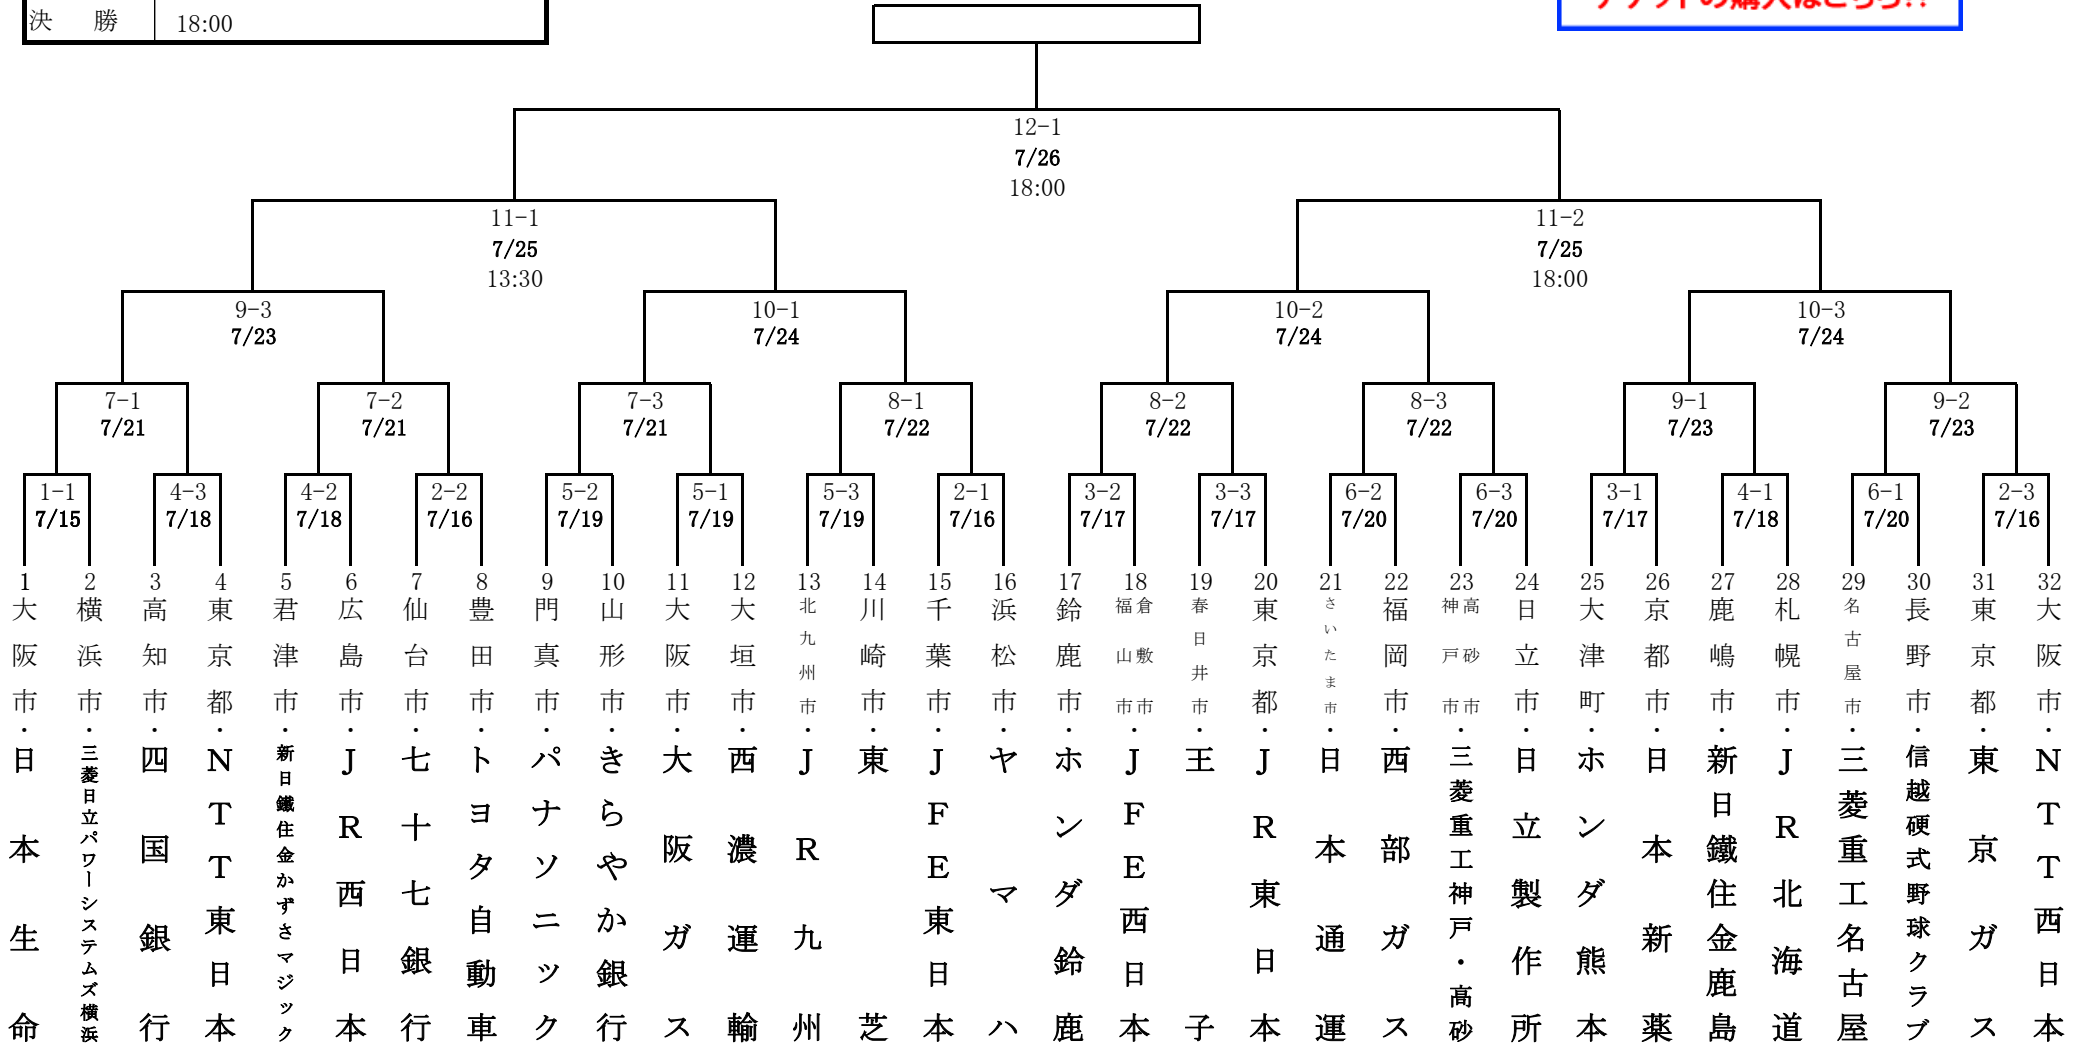 決 勝 18:00
チケットの購入はこちら!!
12-1
7/26
18:00
11-1 11-2
7/25 7/25
13:30 18:00
9-3 10-1 10-2 10-3
7/23 7/24 7/24 7/24
7-1 7-2 7-3 8-1 8-2 8-3 9-1 9-2
7/21 7/21 7/21 7/22 7/22 7/22 7/23 7/23
1-1 4-3 4-2 2-2 5-2 5-1 5-3 2-1 3-2 3-3 6-2 6-3 3-1 4-1 6-1 2-3
7/15 7/18 7/18 7/16 7/19 7/19 7/19 7/16 7/17 7/17 7/20 7/20 7/17 7/18 7/20 7/16
1 大阪市・日本生命
2 横浜市・三菱日立パワーシステムズ横浜
3 高知市・四国銀行
4 東京都・NTT東日本
5 君津市・新日鐵住金かずさマジック
6 広島市・JR西日本
7 仙台市・七十七銀行
8 豊田市・トヨタ自動車
9 門真市・パナソニック
10 山形市・きらやか銀行
11 大阪市・大阪ガス
12 大垣市・西濃運輸
13 北九州市・JR九州
14 川崎市・東芝
15 千葉市・JFE東日本
16 浜松市・ヤマハ
17 鈴鹿市・ホンダ鈴鹿
18 倉敷市福山市・JFE西日本
19 春日井市・王子
20 東京都・JR東日本
21 さいたま市・日本通運
22 福岡市・西部ガス
23 高砂市神戸市・三菱重工神戸・高砂
24 日立市・日立製作所
25 大津町・ホンダ熊本
26 京都市・日本新薬
27 鹿嶋市・新日鐵住金鹿島
28 札幌市・JR北海道
29 名古屋市・三菱重工名古屋
30 長野市・信越硬式野球クラブ
31 東京都・東京ガス
32 大阪市・NTT西日本